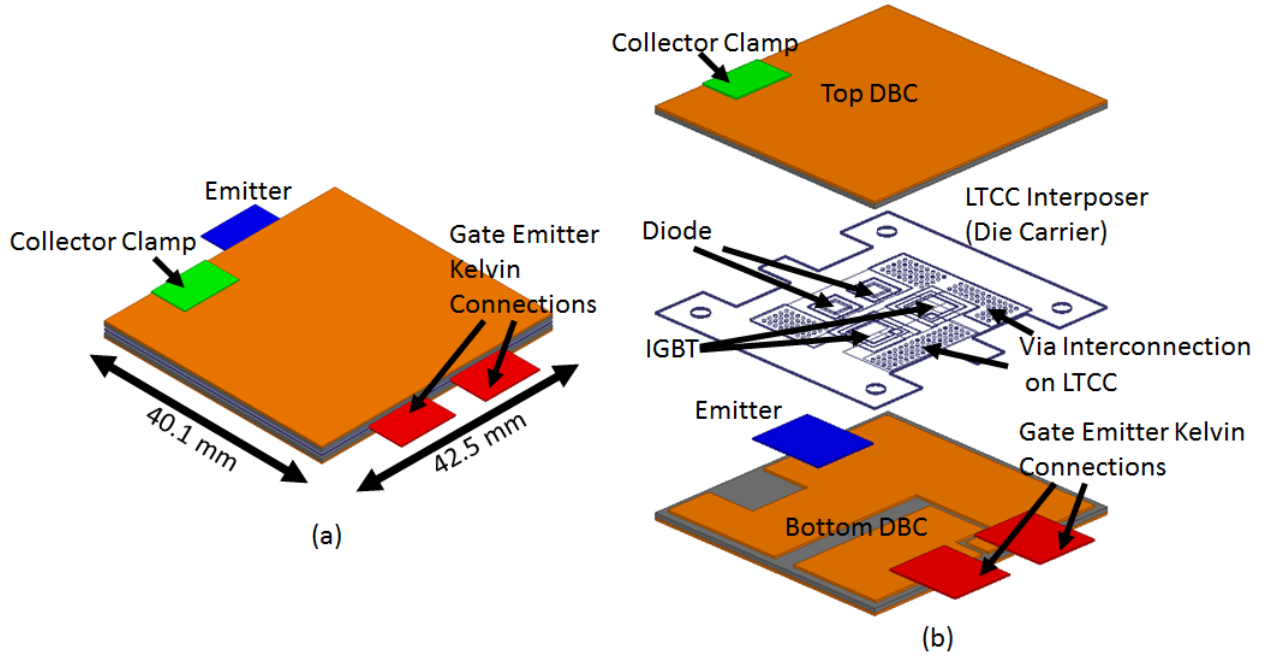 Emitter
Collector Clamp
Gate Emitter
Kelvin
Connections
40.1 mm
42.5 mm
(a)
Collector Clamp
Top DBC
LTCC Interposer
(Die Carrier)
Diode
IGBT
Via Interconnection
on LTCC
Emitter
Gate Emitter Kelvin
Connections
Bottom DBC
(b)